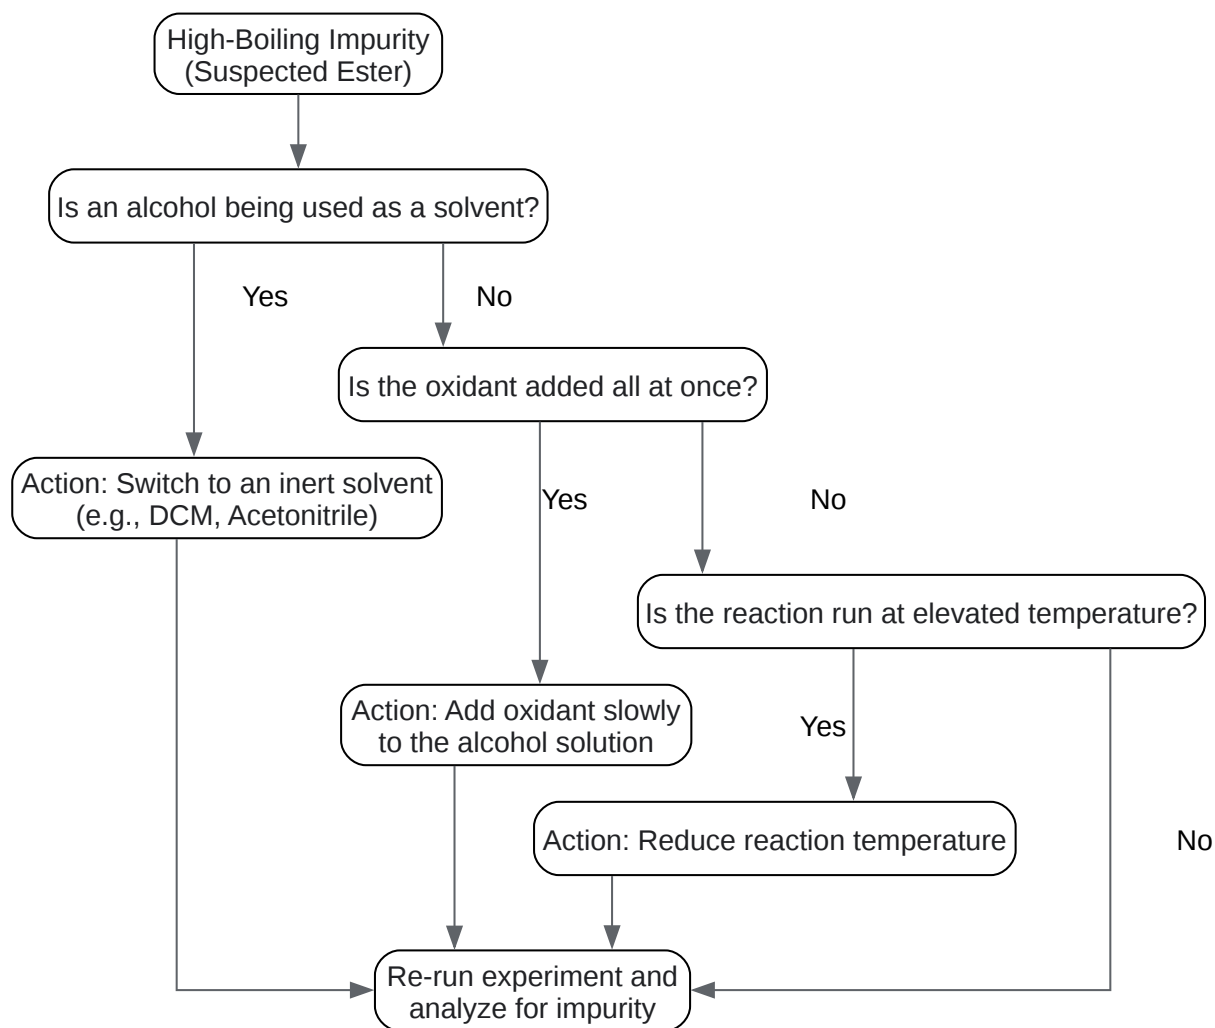 High-Boiling Impurity
(Suspected Ester)
Is an alcohol being used as a solvent?
Yes
No
Is the oxidant added all at once?
Action: Switch to an inert solvent
(e.g., DCM, Acetonitrile)
Yes
No
Is the reaction run at elevated temperature?
Action: Add oxidant slowly
to the alcohol solution
Yes
Action: Reduce reaction temperature
No
Re-run experiment and
analyze for impurity